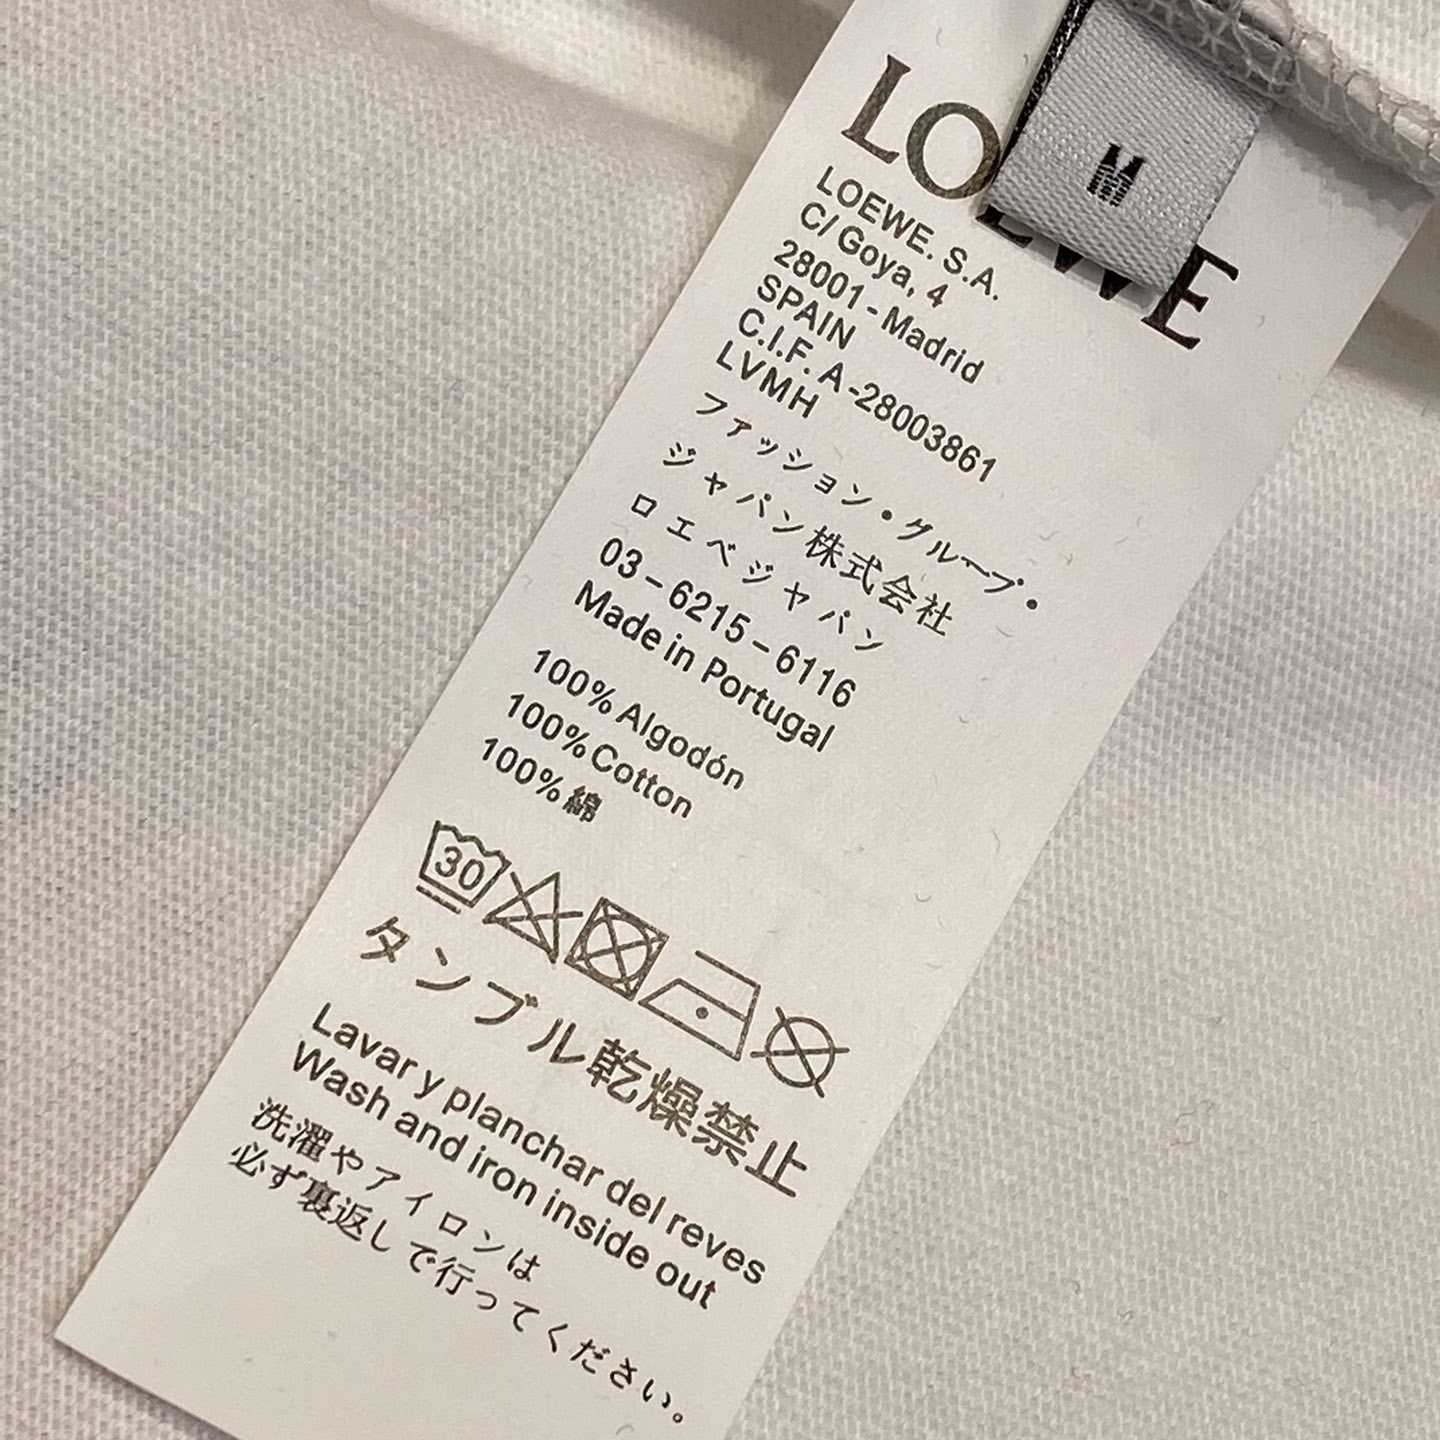 LOEWE
M
LOEWE. S.A.
C/ Goya, 4
28001 - Madrid
SPAIN
C.I.F. A-28003861
LVMH
ファッション・グループ・
ジャパン株式会社
ロエベジャパン
03-6215-6116
Made in Portugal
100% Algodón
100% Cotton
100% 綿
30
タンブル乾燥禁止
Lavar y planchar del reves
Wash and iron inside out
洗濯やアイロンは
必ず裏返しで行ってください。